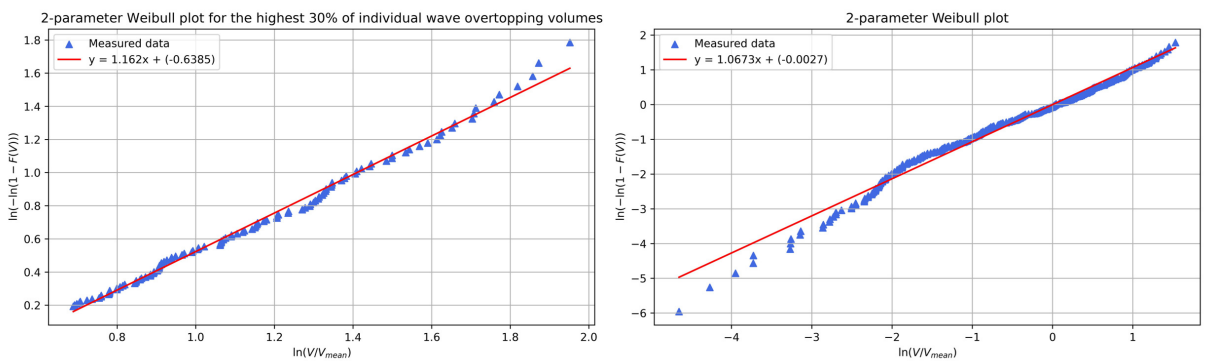 2-parameter Weibull plot for the highest 30% of individual wave overtopping volumes
Measured data
y = 1.162x + (-0.6385)
1.8
1.6
1.4
1.2
1.0
0.8
0.6
0.4
0.2
ln(−ln(1 − F(V)))
0.8 1.0 1.2 1.4 1.6 1.8 2.0
ln(V/Vmean)
2-parameter Weibull plot
Measured data
y = 1.0673x + (-0.0027)
2
1
0
−1
−2
−3
−4
−5
−6
ln(−ln(1 − F(V)))
−4 −3 −2 −1 0 1
ln(V/Vmean)